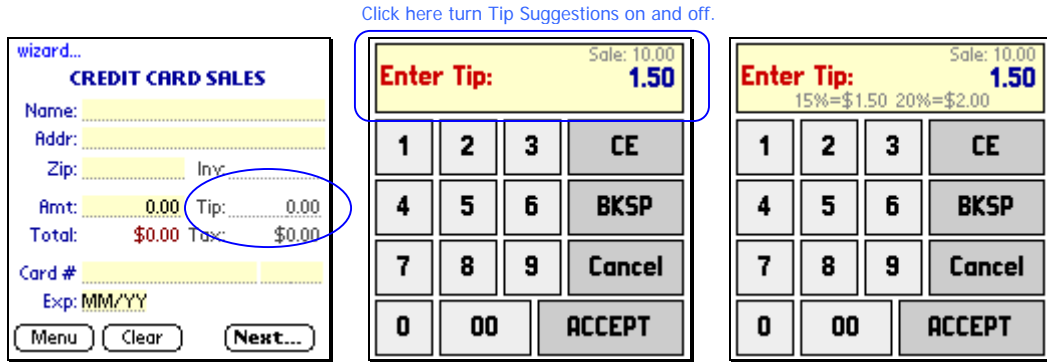 Click here turn Tip Suggestions on and off.
wizard...
CREDIT CARD SALES
Name:
Addr:
Zip: Inv:
Amt: 0.00 Tip: 0.00
Total: $0.00 Tax: $0.00
Card #
Exp: MM/YY
Menu Clear Next...
Sale: 10.00
Enter Tip: 1.50
1 2 3 CE
4 5 6 BKSP
7 8 9 Cancel
0 00 ACCEPT
Sale: 10.00
Enter Tip: 1.50
15%=$1.50 20%=$2.00
1 2 3 CE
4 5 6 BKSP
7 8 9 Cancel
0 00 ACCEPT